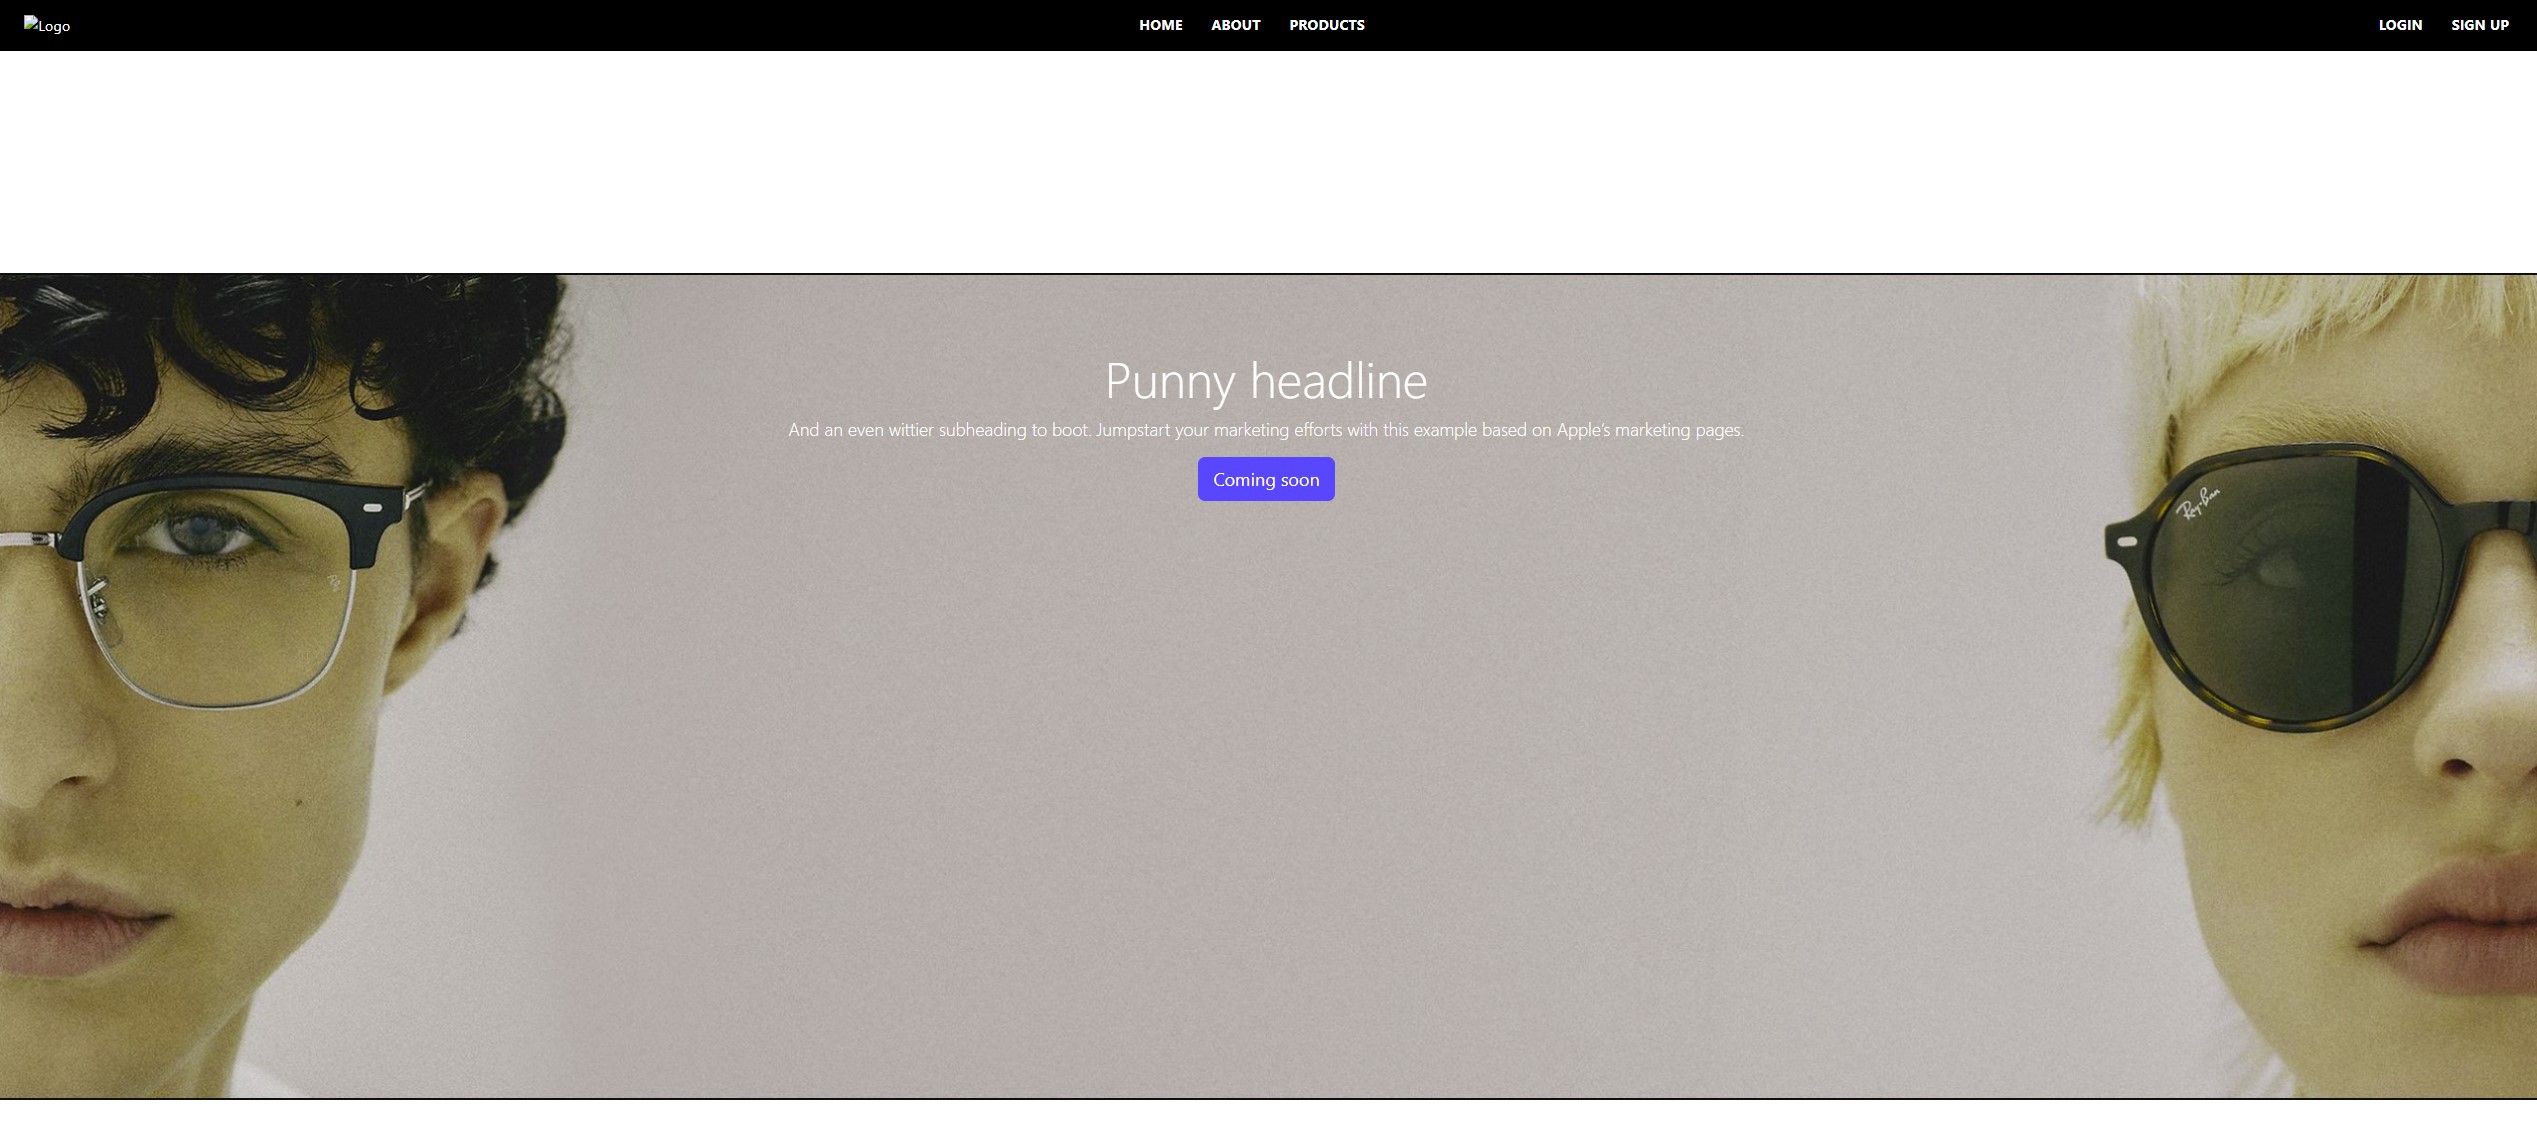 Logo
HOME ABOUT PRODUCTS
LOGIN SIGN UP
Punny headline
And an even wittier subheading to boot. Jumpstart your marketing efforts with this example based on Apple's marketing pages.
Coming soon
Ray-Ban